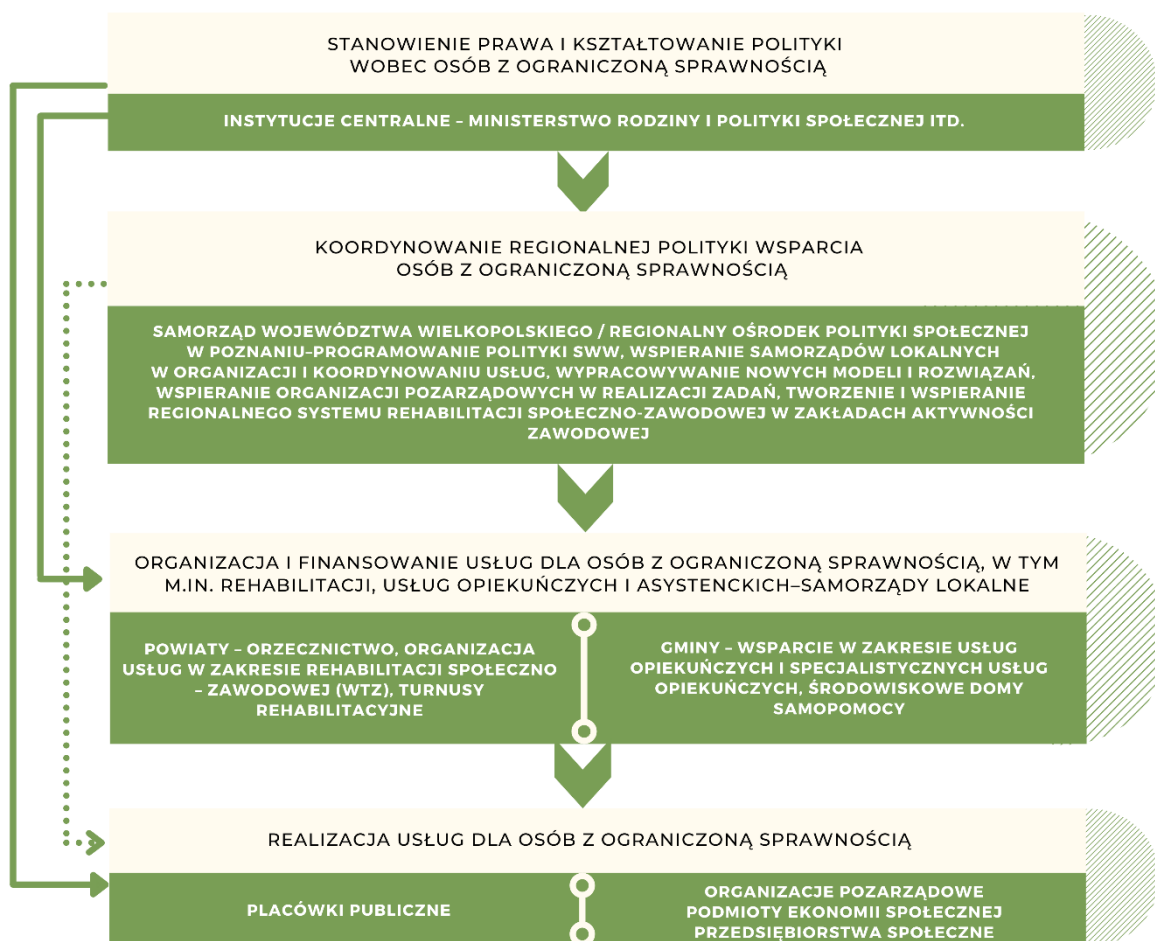 STANOWIENIE PRAWA I KSZTAŁTOWANIE POLITYKI
WOBEC OSÓB Z OGRANICZONĄ SPRAWNOŚCIĄ
INSTYTUCJE CENTRALNE – MINISTERSTWO RODZINY I POLITYKI SPOŁECZNEJ ITD.
KOORDYNOWANIE REGIONALNEJ POLITYKI WSPARCIA
OSÓB Z OGRANICZONĄ SPRAWNOŚCIĄ
SAMORZĄD WOJEWÓDZTWA WIELKOPOLSKIEGO / REGIONALNY OŚRODEK POLITYKI SPOŁECZNEJ
W POZNANIU–PROGRAMOWANIE POLITYKI SWW, WSPIERANIE SAMORZĄDÓW LOKALNYCH
W ORGANIZACJI I KOORDYNOWANIU USŁUG, WYPRACOWYWANIE NOWYCH MODELI I ROZWIĄZAŃ,
WSPIERANIE ORGANIZACJI POZARZĄDOWYCH W REALIZACJI ZADAŃ, TWORZENIE I WSPIERANIE
REGIONALNEGO SYSTEMU REHABILITACJI SPOŁECZNO-ZAWODOWEJ W ZAKŁADACH AKTYWNOŚCI
ZAWODOWEJ
ORGANIZACJA I FINANSOWANIE USŁUG DLA OSÓB Z OGRANICZONĄ SPRAWNOŚCIĄ, W TYM
M.IN. REHABILITACJI, USŁUG OPIEKUŃCZYCH I ASYSTENCKICH–SAMORZĄDY LOKALNE
POWIATY – ORZECZNICTWO, ORGANIZACJA
USŁUG W ZAKRESIE REHABILITACJI SPOŁECZNO
– ZAWODOWEJ (WTZ), TURNUSY
REHABILITACYJNE
GMINY – WSPARCIE W ZAKRESIE USŁUG
OPIEKUŃCZYCH I SPECJALISTYCZNYCH USŁUG
OPIEKUŃCZYCH, ŚRODOWISKOWE DOMY
SAMOPOMOCY
REALIZACJA USŁUG DLA OSÓB Z OGRANICZONĄ SPRAWNOŚCIĄ
PLACÓWKI PUBLICZNE
ORGANIZACJE POZARZĄDOWE
PODMIOTY EKONOMII SPOŁECZNEJ
PRZEDSIĘBIORSTWA SPOŁECZNE